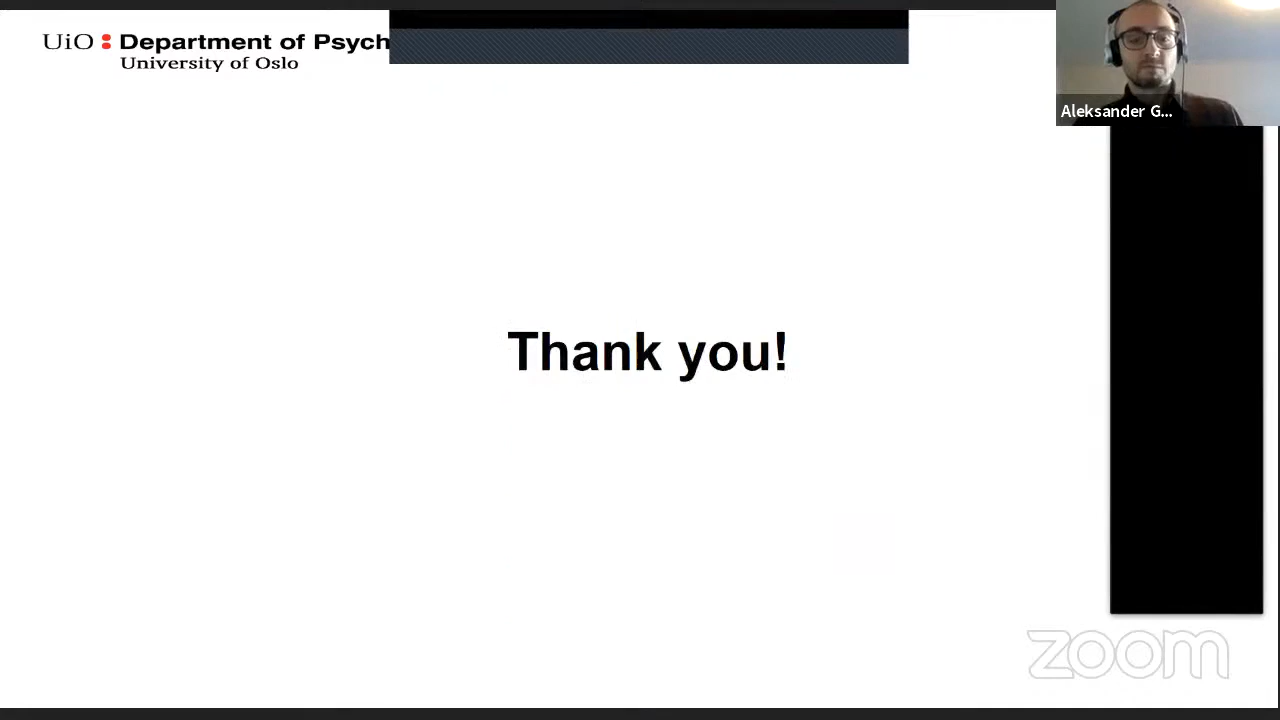 UiO : Department of Psych
University of Oslo
Aleksander G...
Thank you!
zoom